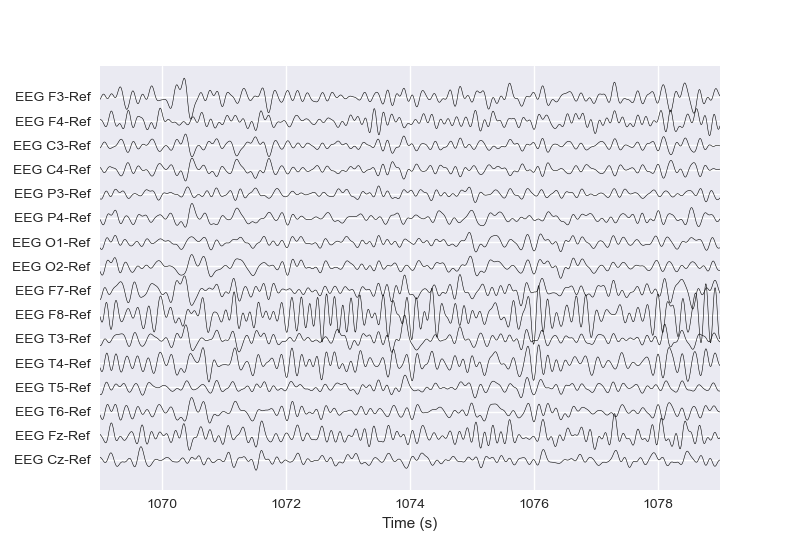 EEG F3-Ref
EEG F4-Ref
EEG C3-Ref
EEG C4-Ref
EEG P3-Ref
EEG P4-Ref
EEG O1-Ref
EEG O2-Ref
EEG F7-Ref
EEG F8-Ref
EEG T3-Ref
EEG T4-Ref
EEG T5-Ref
EEG T6-Ref
EEG Fz-Ref
EEG Cz-Ref
1070 1072 1074 1076 1078
Time (s)